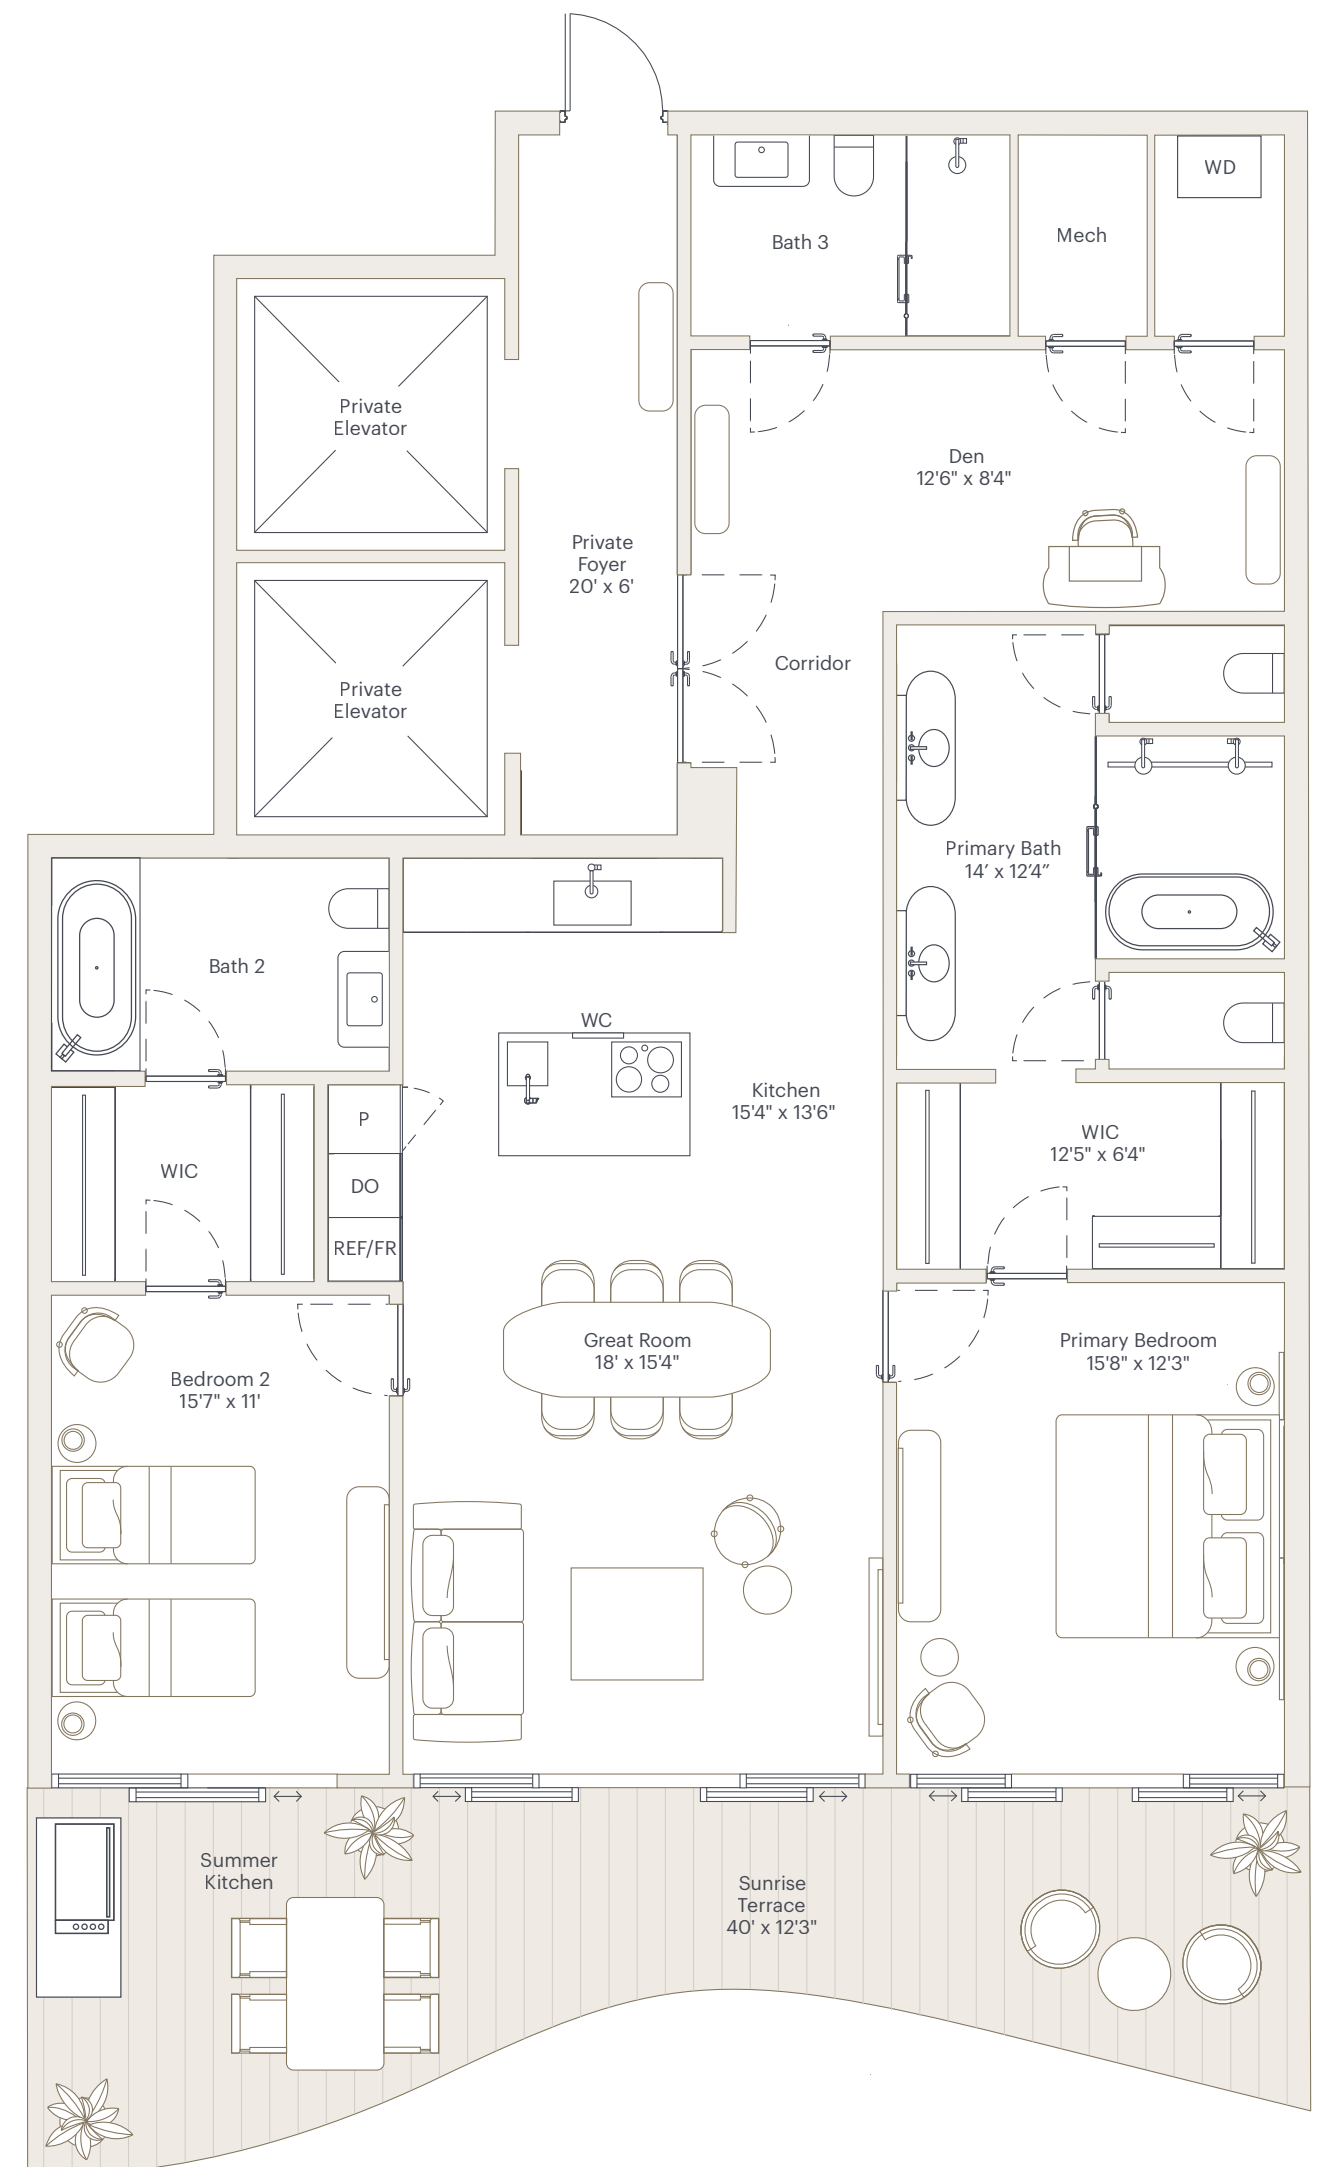 WD
Mech
Bath 3
Private
Elevator
Den
12'6" x 8'4"
Private
Foyer
20' x 6'
Corridor
Private
Elevator
Primary Bath
14’ x 12’4”
Bath 2
WC
Kitchen
15'4" x 13'6"
P
WIC
12'5" x 6'4"
WIC
DO
REF/FR
Great Room
18' x 15'4"
Primary Bedroom
15'8" x 12'3"
Bedroom 2
15'7" x 11'
Summer
Kitchen
Sunrise
Terrace
40' x 12'3"